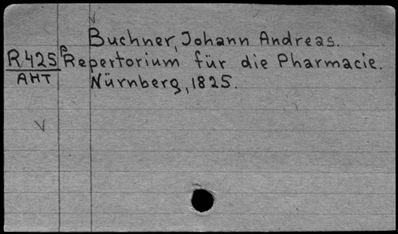 Buchner, Johann Andreas.
R425 Repertorium für die Pharmacie.
AHT Nürnberg, 1825.